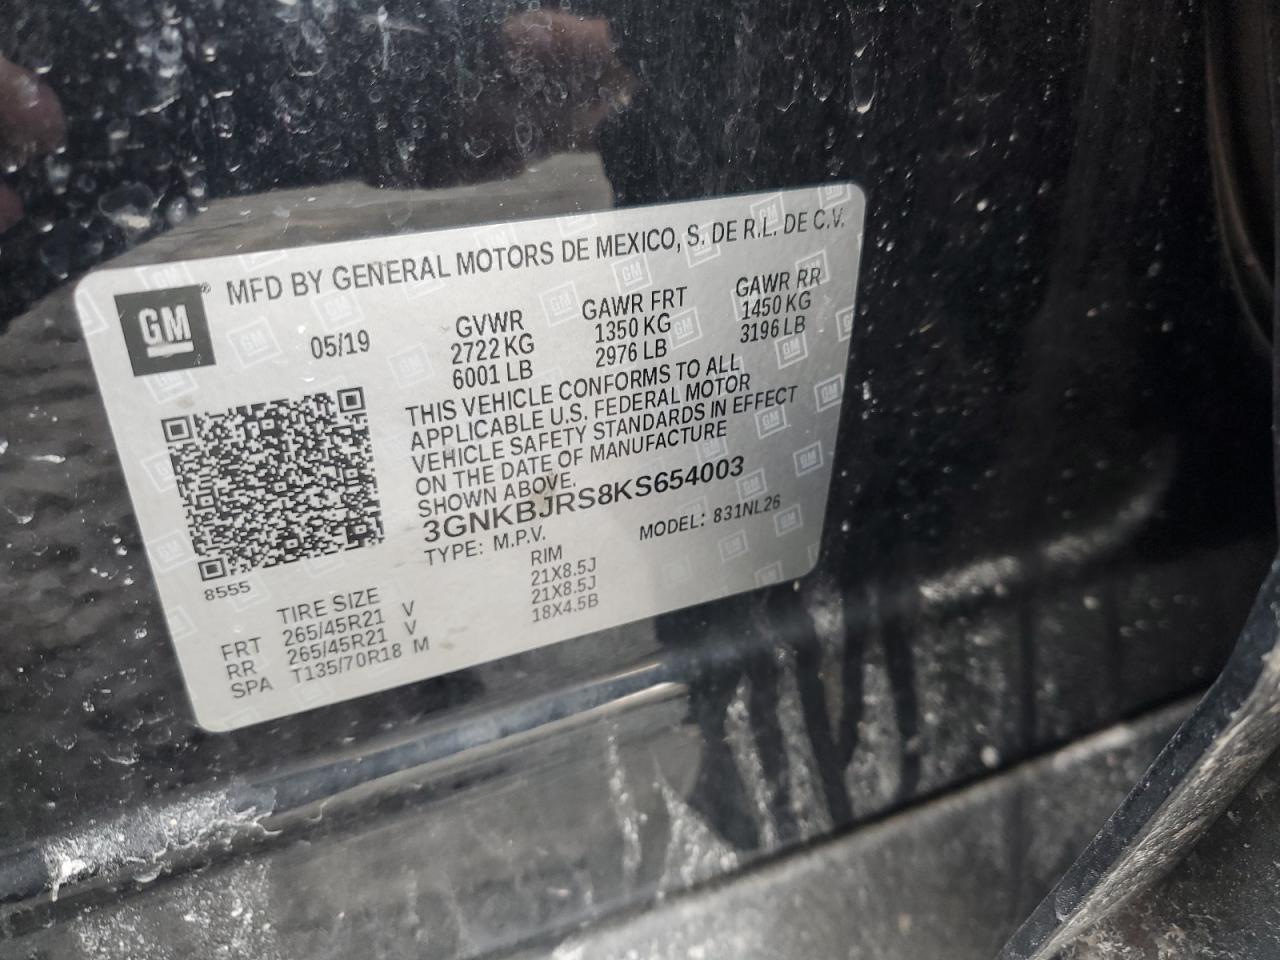 GM
MFD BY GENERAL MOTORS DE MEXICO, S. DE R.L. DE C.V.
05/19
GVWR
2722 KG
6001 LB
GAWR FRT
1350 KG
2976 LB
GAWR RR
1450 KG
3196 LB
THIS VEHICLE CONFORMS TO ALL
APPLICABLE U.S. FEDERAL MOTOR
VEHICLE SAFETY STANDARDS IN EFFECT
ON THE DATE OF MANUFACTURE
SHOWN ABOVE.
3GNKBJRS8KS654003
TYPE: M.P.V. MODEL: 831NL26
8555
TIRE SIZE RIM
FRT 265/45R21 V 21X8.5J
RR 265/45R21 V 21X8.5J
SPA T135/70R18 M 18X4.5B